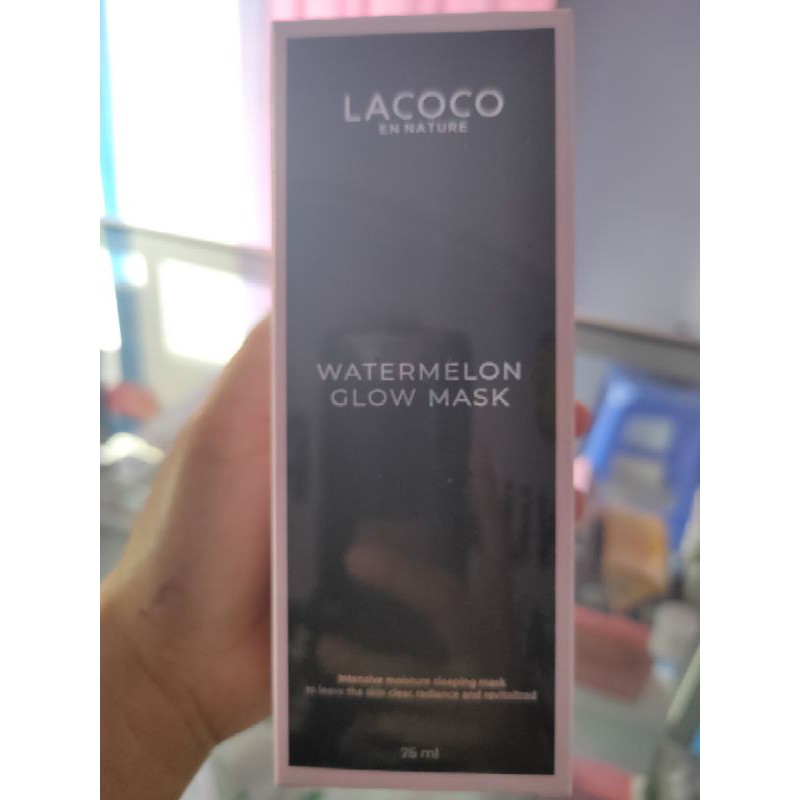 LACOCO
EN NATURE
WATERMELON
GLOW MASK
Intensive moisture sleeping mask
to leave the skin clear, radiance and revitalized
75 ml